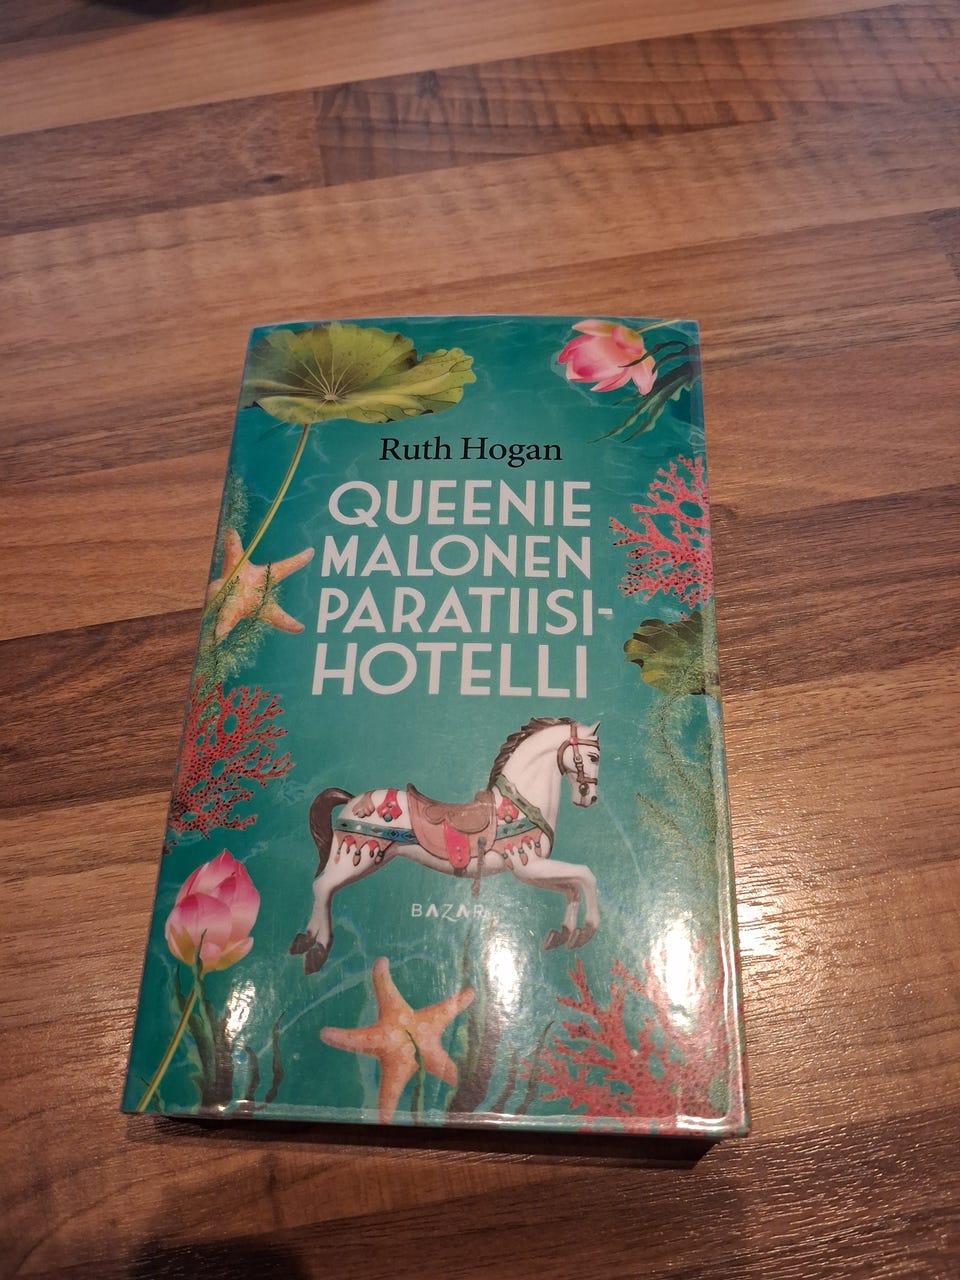 Ruth Hogan
QUEENIE
MALONEN
PARATIISI-
HOTELLI
BAZAR